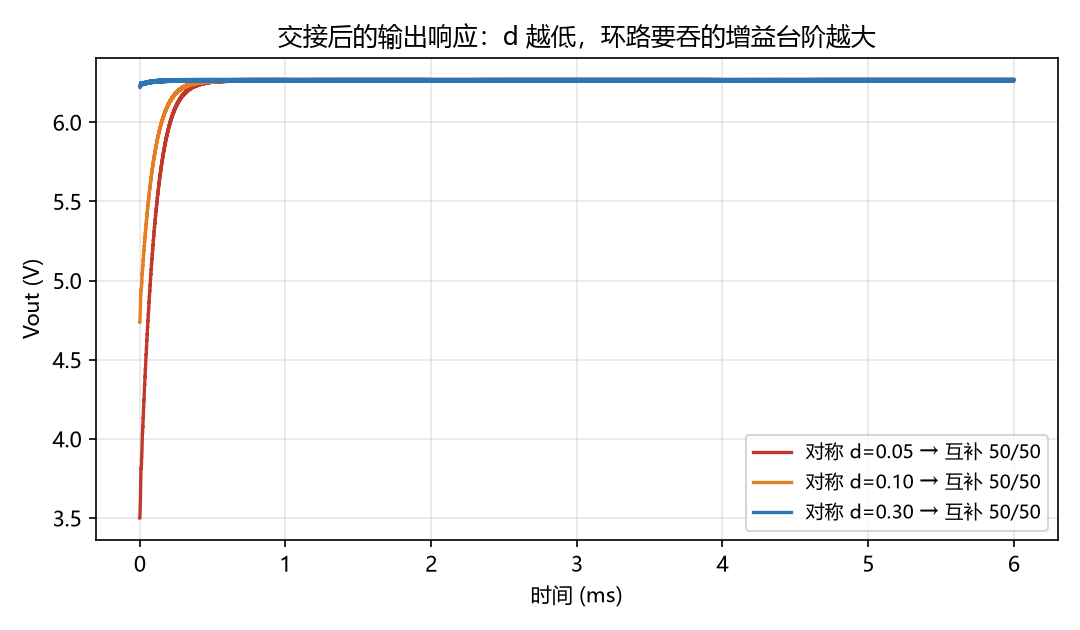 交接后的输出响应：d 越低，环路要吞的增益台阶越大
Vout (V)
6.0
5.5
5.0
4.5
4.0
3.5
0 1 2 3 4 5 6
时间 (ms)
对称 d=0.05 → 互补 50/50
对称 d=0.10 → 互补 50/50
对称 d=0.30 → 互补 50/50